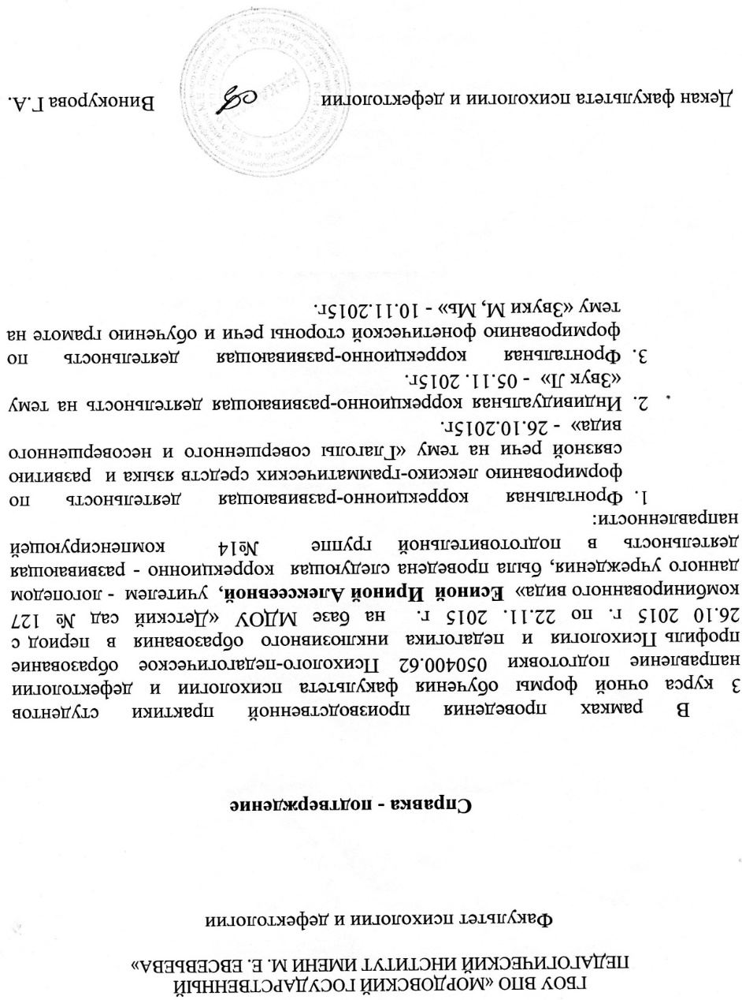 ГБОУ ВПО «МОРДОВСКИЙ ГОСУДАРСТВЕННЫЙ
ПЕДАГОГИЧЕСКИЙ ИНСТИТУТ ИМЕНИ М. Е. ЕВСЕВЬЕВА»
Факультет психологии и дефектологии
Справка - подтверждение
В рамках проведения производственной практики студентов
3 курса очной формы обучения факультета психологии и дефектологии
направление подготовки 050400.62 Психолого-педагогическое образование
профиль Психология и педагогика инклюзивного образования в период с
26.10 2015 г. по 22.11. 2015 г. на базе МДОУ «Детский сад № 127
комбинированного вида» Есиной Ириной Алексеевной, учителем - логопедом
данного учреждения, была проведена следующая коррекционно - развивающая
деятельность в подготовительной группе №14 компенсирующей
направленности:
1. Фронтальная коррекционно-развивающая деятельность по
формированию лексико-грамматических средств языка и развитию
связной речи на тему «Глаголы совершенного и несовершенного
вида» - 26.10.2015г.
2. Индивидуальная коррекционно-развивающая деятельность на тему
«Звук Л» - 05.11. 2015г.
3. Фронтальная коррекционно-развивающая деятельность по
формированию фонетической стороны речи и обучению грамоте на
тему «Звуки М, Мь» - 10.11.2015г.
Декан факультета психологии и дефектологии Винокурова Г.А.